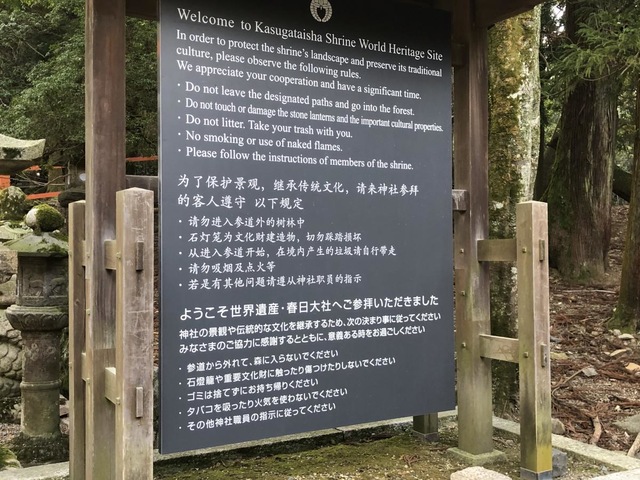 Welcome to Kasugataisha Shrine World Heritage Site
In order to protect the shrine's landscape and preserve its traditional
culture, please observe the following rules.
We appreciate your cooperation and have a significant time.
・Do not leave the designated paths and go into the forest.
・Do not touch or damage the stone lanterns and the important cultural properties.
・Do not litter. Take your trash with you.
・No smoking or use of naked flames.
・Please follow the instructions of members of the shrine.
为了保护景观，继承传统文化，请来神社参拜
的客人遵守 以下规定
・请勿进入参道外的树林中
・石灯笼为文化财建造物，切勿踩踏损坏
・从进入参道开始，在境内产生的垃圾请自行带走
・请勿吸烟及点火等
・若是有其他问题请遵从神社职员的指示
ようこそ世界遺産・春日大社へご参拝いただきました
神社の景観や伝統的な文化を継承するため、次の決まり事に従ってください
みなさまのご協力に感謝するとともに、意義ある時をお過ごしください
・参道から外れて、森に入らないでください
・石燈籠や重要文化財に触ったり傷つけたりしないでください
・ゴミは捨てずにお持ち帰りください
・タバコを吸ったり火気を使わないでください
・その他神社職員の指示に従ってください